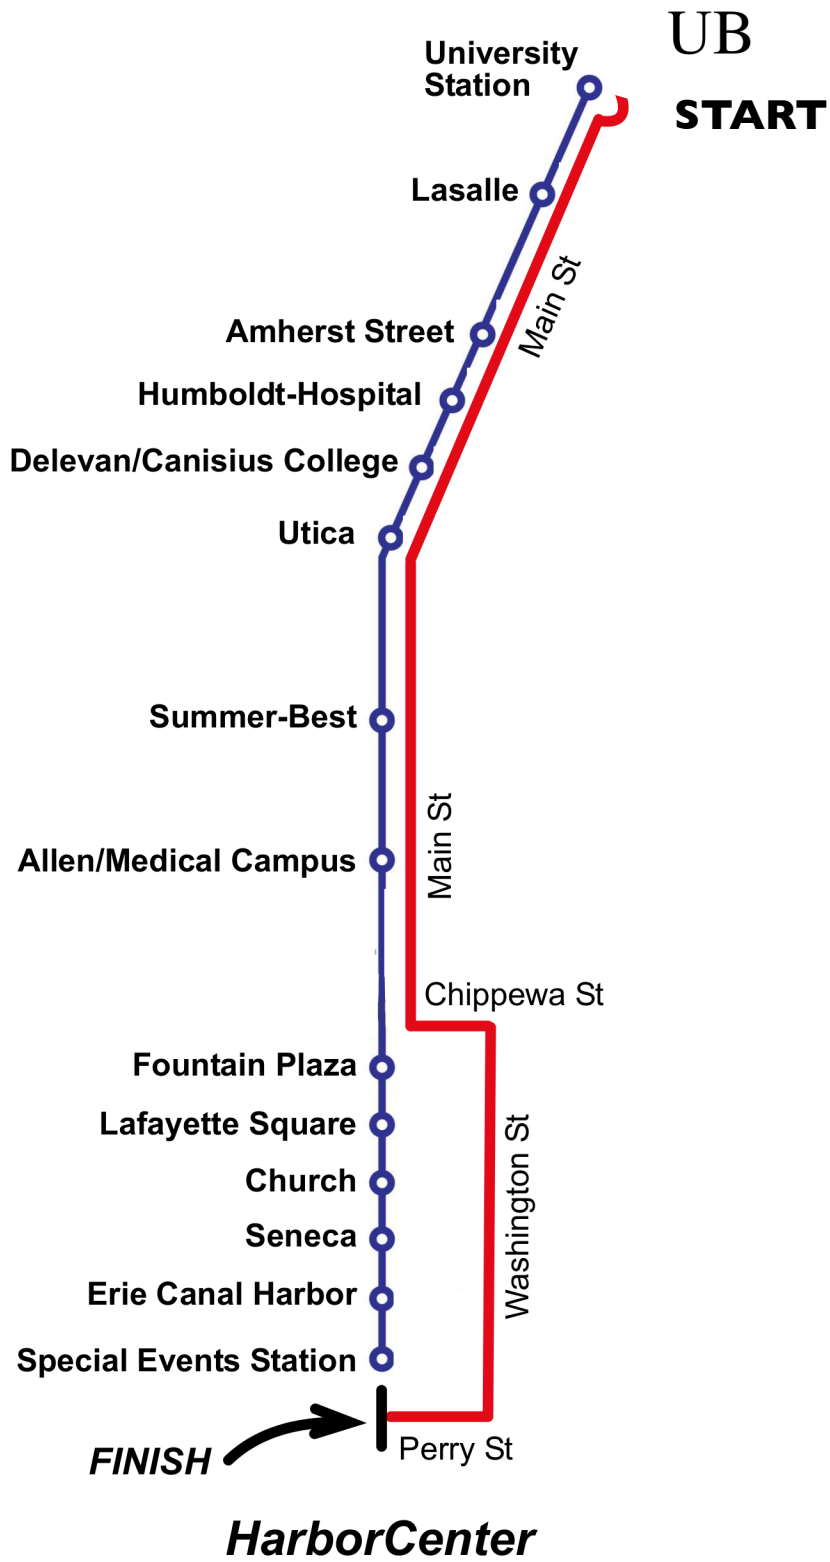 UB
University
Station
START
Lasalle
Main St
Amherst Street
Humboldt-Hospital
Delevan/Canisius College
Utica
Summer-Best
Main St
Allen/Medical Campus
Chippewa St
Fountain Plaza
Lafayette Square
Church
Washington St
Seneca
Erie Canal Harbor
Special Events Station
Perry St
FINISH
HarborCenter